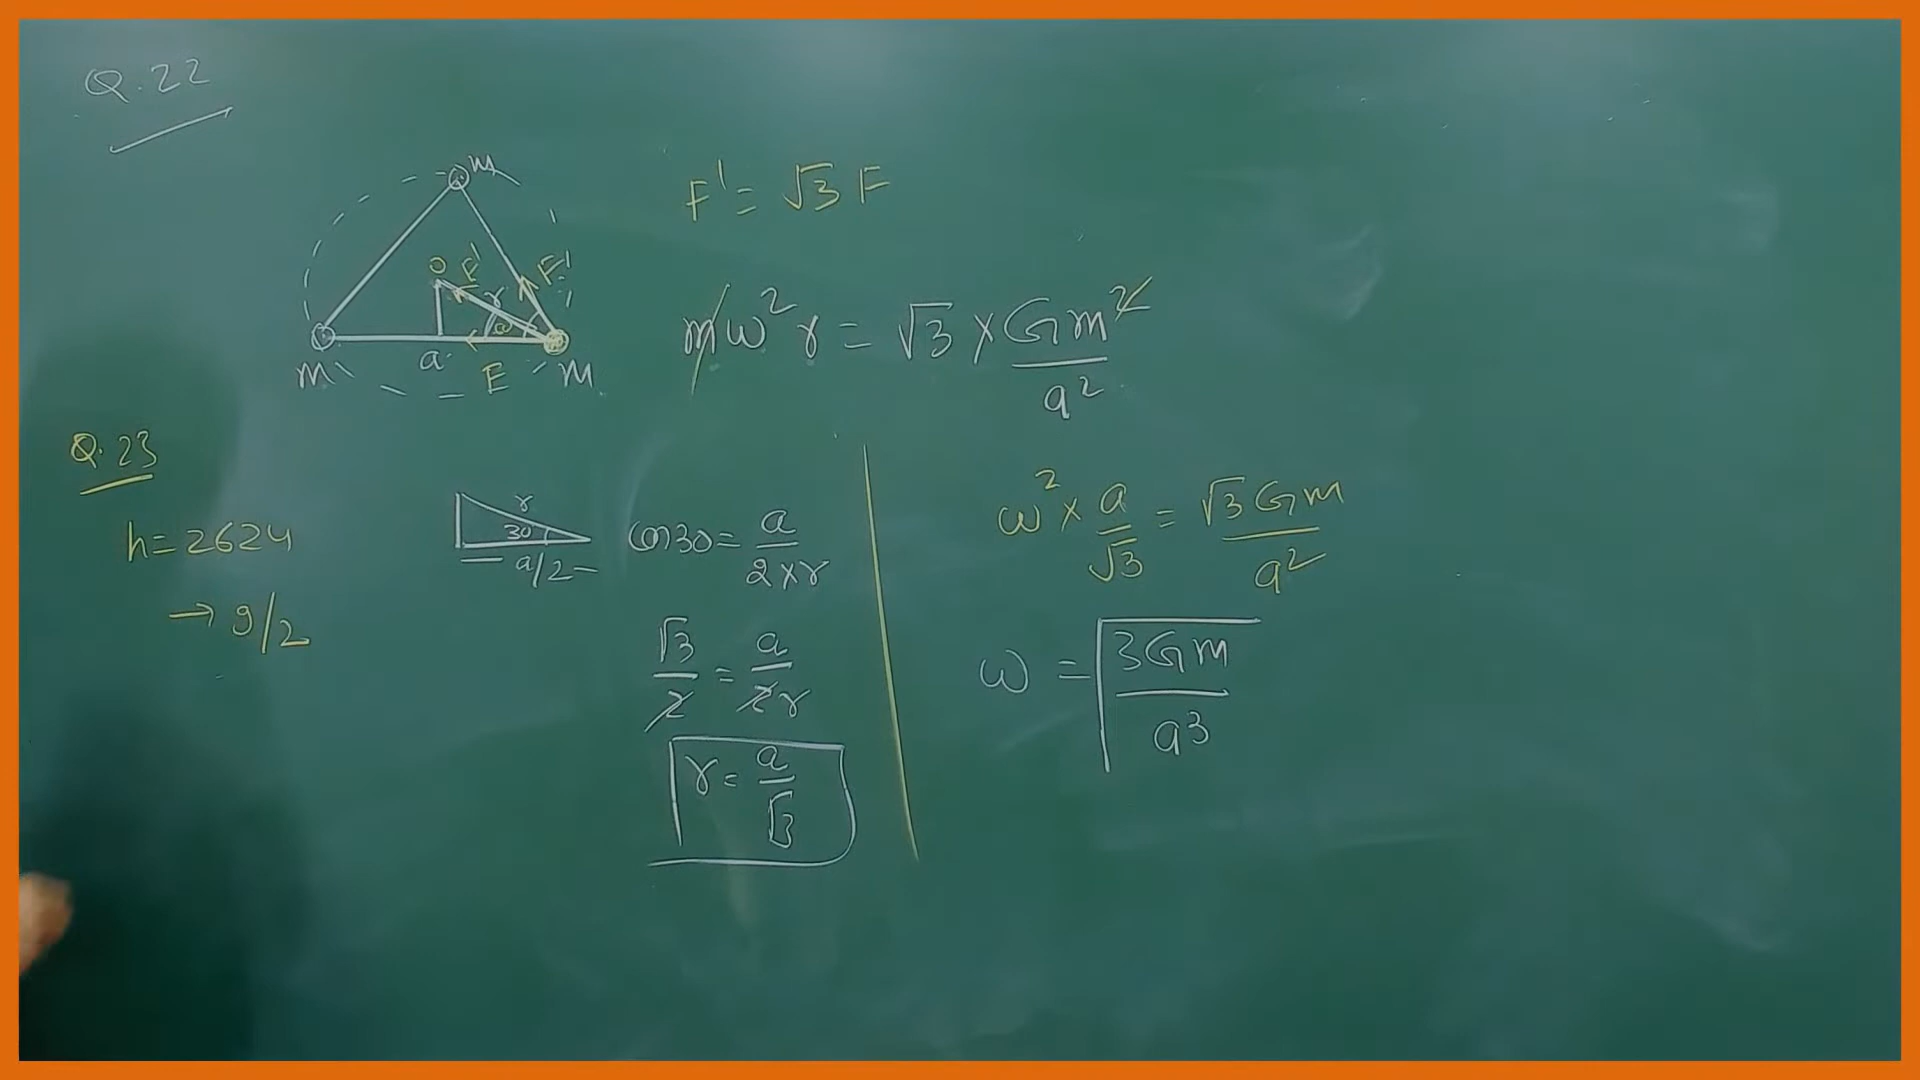 Q.22
m
O
F'
F
r
a
F
m
m
F' = √3 F
mω²r = √3 × Gm²/a²
Q.23
h = 2624
→ g/2
r
30
a/2
cos30 = a/2×r
√3/2 = a/2r
r = a/√3
ω² × a/√3 = √3Gm/a²
ω = √3Gm/a3